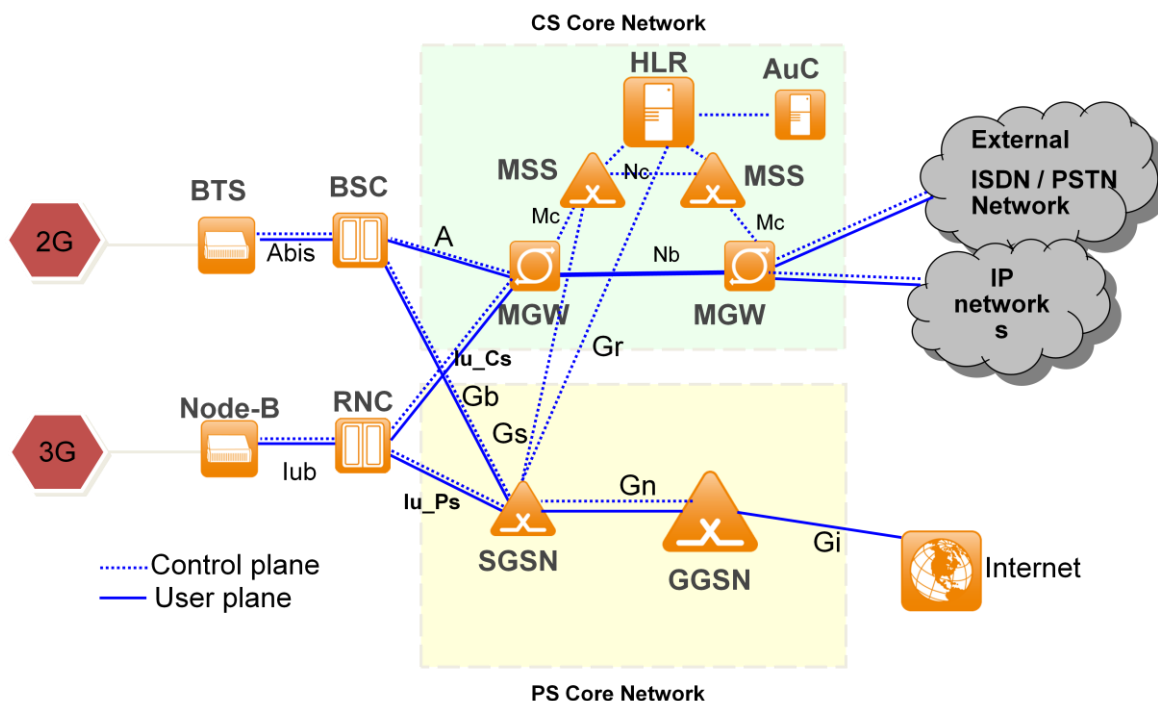 CS Core Network
HLR
AuC
External
ISDN / PSTN
Network
MSS
Nc
MSS
BTS
BSC
Mc
Mc
2G
Abis
A
Nb
IP
network
s
MGW
MGW
Gr
Iu_Cs
Gb
Node-B
RNC
Gs
3G
Iub
Iu_Ps
Gn
Gi
SGSN
GGSN
Internet
Control plane
User plane
PS Core Network